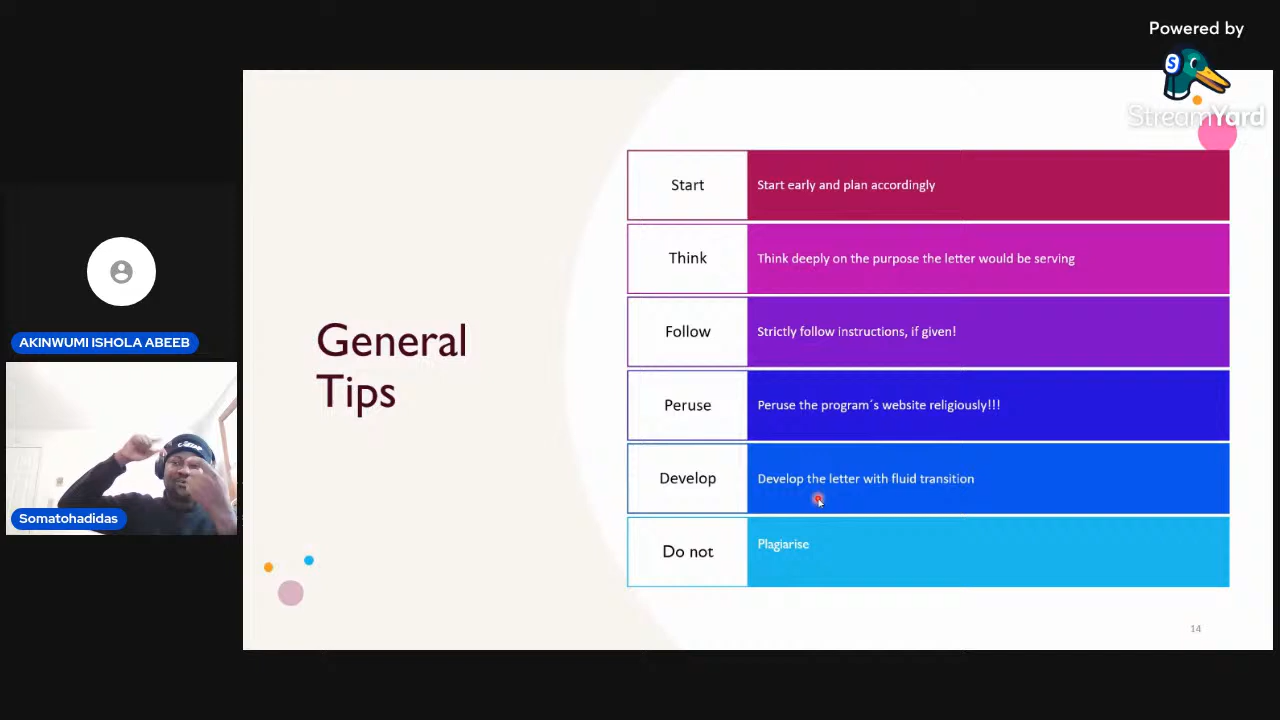 Powered by
StreamYard
General
Tips
Start
Start early and plan accordingly
Think
Think deeply on the purpose the letter would be serving
Follow
Strictly follow instructions, if given!
Peruse
Peruse the program´s website religiously!!!
Develop
Develop the letter with fluid transition
Do not
Plagiarise
14
AKINWUMI ISHOLA ABEEB
Somatohadidas